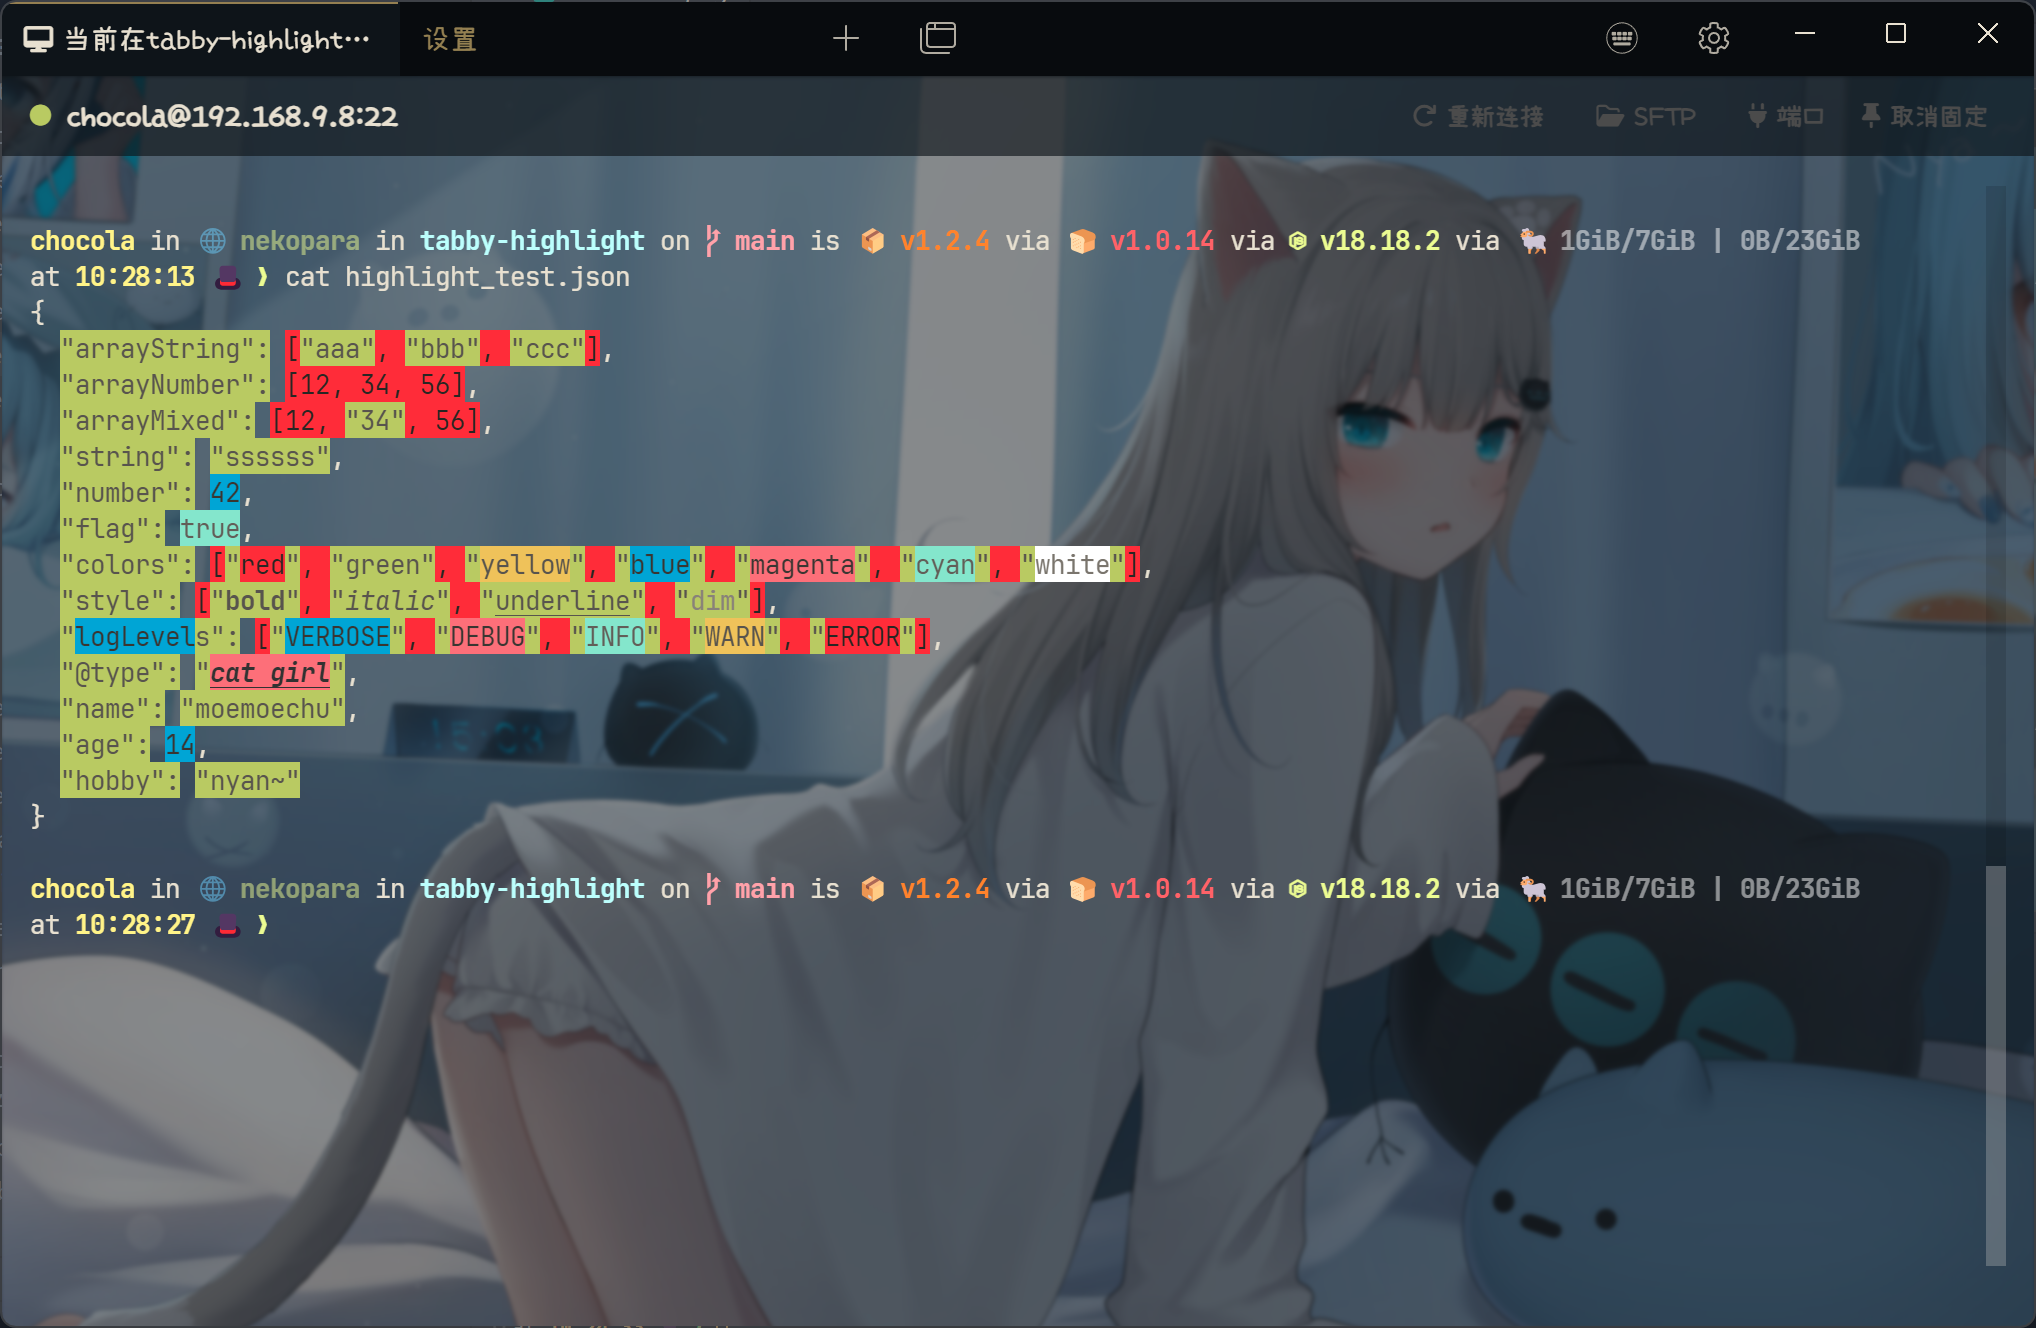 当前在tabby-highlight…
设置
chocola@192.168.9.8:22
重新连接 SFTP 端口 取消固定
chocola in 🌐 nekopara in tabby-highlight on main is 📦 v1.2.4 via 🍞 v1.0.14 via v18.18.2 via 🐏 1GiB/7GiB | 0B/23GiB
at 10:28:13 🎩 ❯ cat highlight_test.json
{
  "arrayString": ["aaa", "bbb", "ccc"],
  "arrayNumber": [12, 34, 56],
  "arrayMixed": [12, "34", 56],
  "string": "ssssss",
  "number": 42,
  "flag": true,
  "colors": ["red", "green", "yellow", "blue", "magenta", "cyan", "white"],
  "style": ["bold", "italic", "underline", "dim"],
  "logLevels": ["VERBOSE", "DEBUG", "INFO", "WARN", "ERROR"],
  "@type": "cat girl",
  "name": "moemoechu",
  "age": 14,
  "hobby": "nyan~"
}
chocola in 🌐 nekopara in tabby-highlight on main is 📦 v1.2.4 via 🍞 v1.0.14 via v18.18.2 via 🐏 1GiB/7GiB | 0B/23GiB
at 10:28:27 🎩 ❯